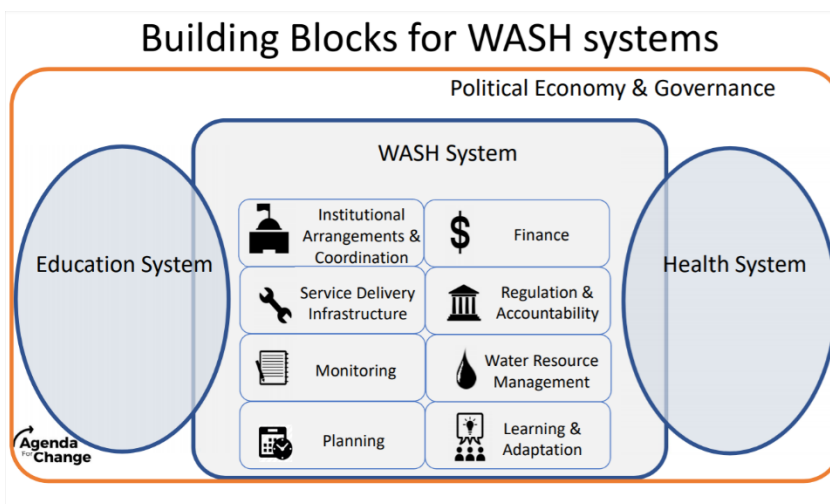 Building Blocks for WASH systems
Political Economy & Governance
WASH System
Education System
Health System
Institutional
Arrangements &
Coordination
$
Finance
Service Delivery
Infrastructure
Regulation &
Accountability
Monitoring
Water Resource
Management
Planning
Learning &
Adaptation
Agenda
For
Change